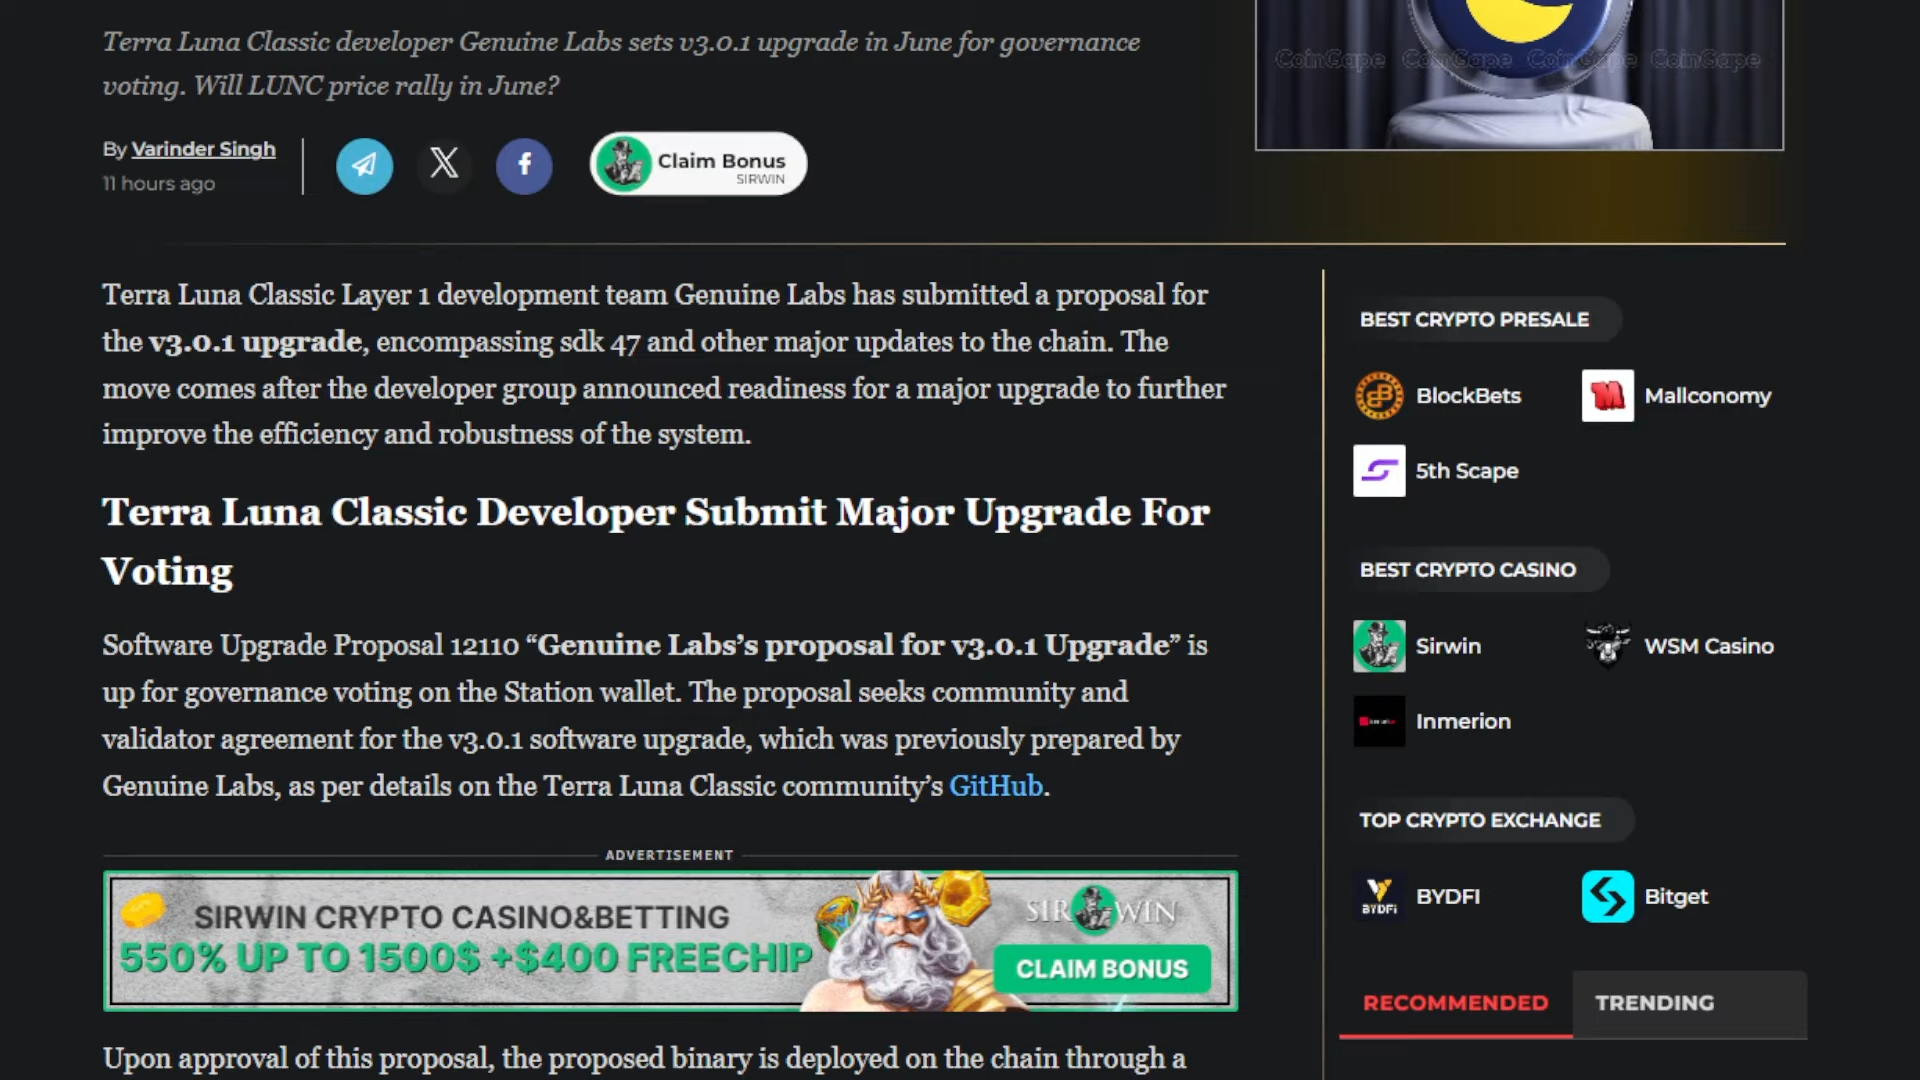 Terra Luna Classic developer Genuine Labs sets v3.0.1 upgrade in June for governance
voting. Will LUNC price rally in June?
CoinGape CoinGape CoinGape CoinGape
By Varinder Singh
11 hours ago
Claim Bonus
SIRWIN
Terra Luna Classic Layer 1 development team Genuine Labs has submitted a proposal for
the v3.0.1 upgrade, encompassing sdk 47 and other major updates to the chain. The
move comes after the developer group announced readiness for a major upgrade to further
improve the efficiency and robustness of the system.
Terra Luna Classic Developer Submit Major Upgrade For
Voting
Software Upgrade Proposal 12110 “Genuine Labs’s proposal for v3.0.1 Upgrade” is
up for governance voting on the Station wallet. The proposal seeks community and
validator agreement for the v3.0.1 software upgrade, which was previously prepared by
Genuine Labs, as per details on the Terra Luna Classic community’s GitHub.
ADVERTISEMENT
SIRWIN CRYPTO CASINO&BETTING
550% UP TO 1500$ +$400 FREECHIP
SIR WIN
CLAIM BONUS
Upon approval of this proposal, the proposed binary is deployed on the chain through a
BEST CRYPTO PRESALE
BlockBets
Mallconomy
5th Scape
BEST CRYPTO CASINO
Sirwin
WSM Casino
Inmerion
TOP CRYPTO EXCHANGE
BYDFi
BYDFI
Bitget
RECOMMENDED
TRENDING